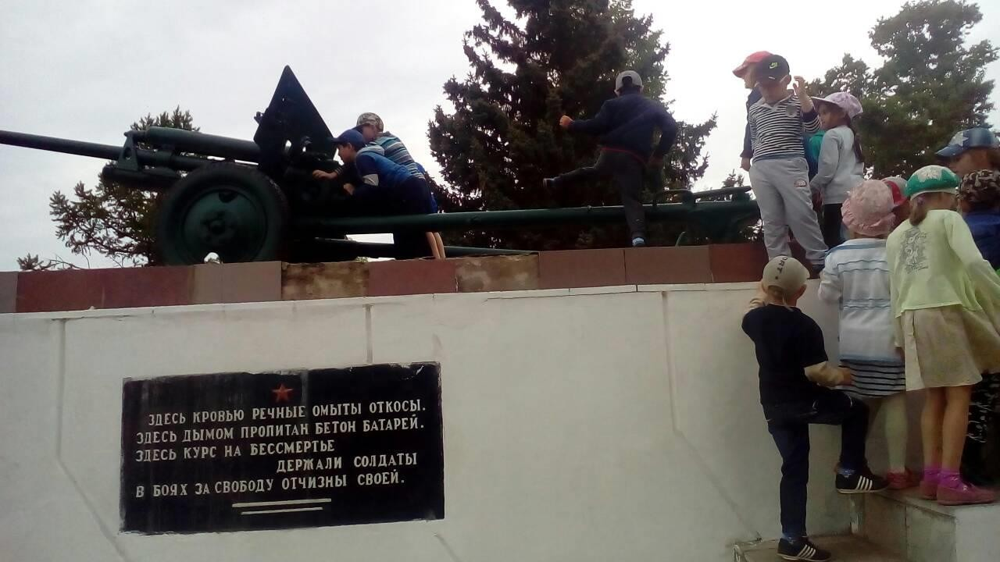 ЗДЕСЬ КРОВЬЮ РЕЧНЫЕ ОМЫТЫ ОТКОСЫ.
ЗДЕСЬ ДЫМОМ ПРОПИТАН БЕТОН БАТАРЕЙ.
ЗДЕСЬ КУРС НА БЕССМЕРТЬЕ
ДЕРЖАЛИ СОЛДАТЫ
В БОЯХ ЗА СВОБОДУ ОТЧИЗНЫ СВОЕЙ.